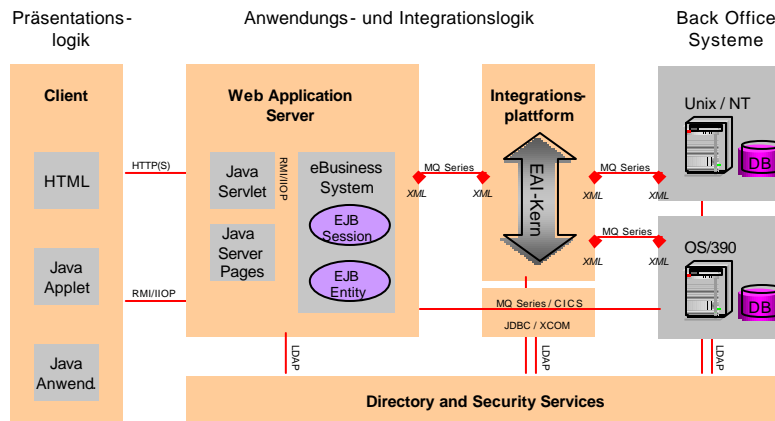 Präsentations-
logik
Anwendungs- und Integrationslogik
Back Office
Systeme
Client
HTML
Java
Applet
Java
Anwend.
HTTP(S)
RMI/IIOP
Web Application
Server
Java
Servlet
RMI/IIOP
Java
Server
Pages
eBusiness
System
EJB
Session
EJB
Entity
MQ Series
XML
XML
Integrations-
plattform
EAI-Kern
MQ Series
XML
XML
MQ Series
XML
XML
MQ Series / CICS
JDBC / XCOM
Unix / NT
DB
OS/390
DB
LDAP
LDAP
LDAP
Directory and Security Services